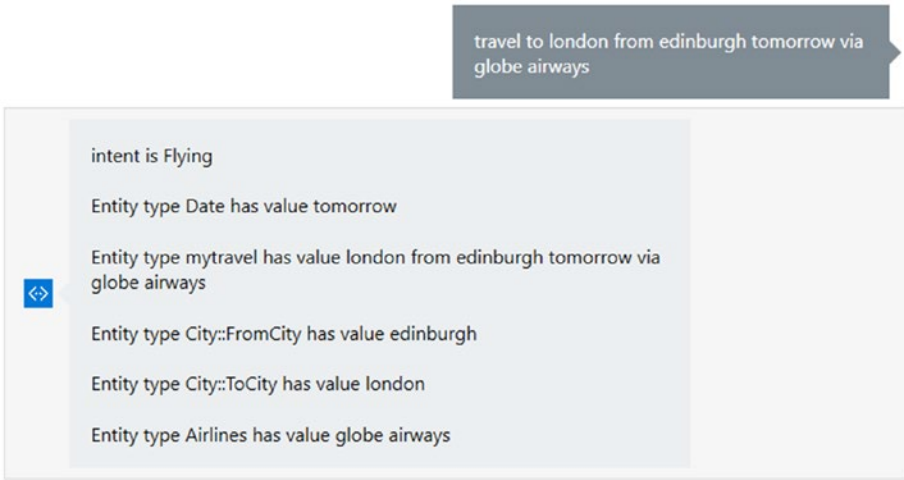 travel to london from edinburgh tomorrow via
globe airways
intent is Flying
Entity type Date has value tomorrow
Entity type mytravel has value london from edinburgh tomorrow via
globe airways
Entity type City::FromCity has value edinburgh
Entity type City::ToCity has value london
Entity type Airlines has value globe airways